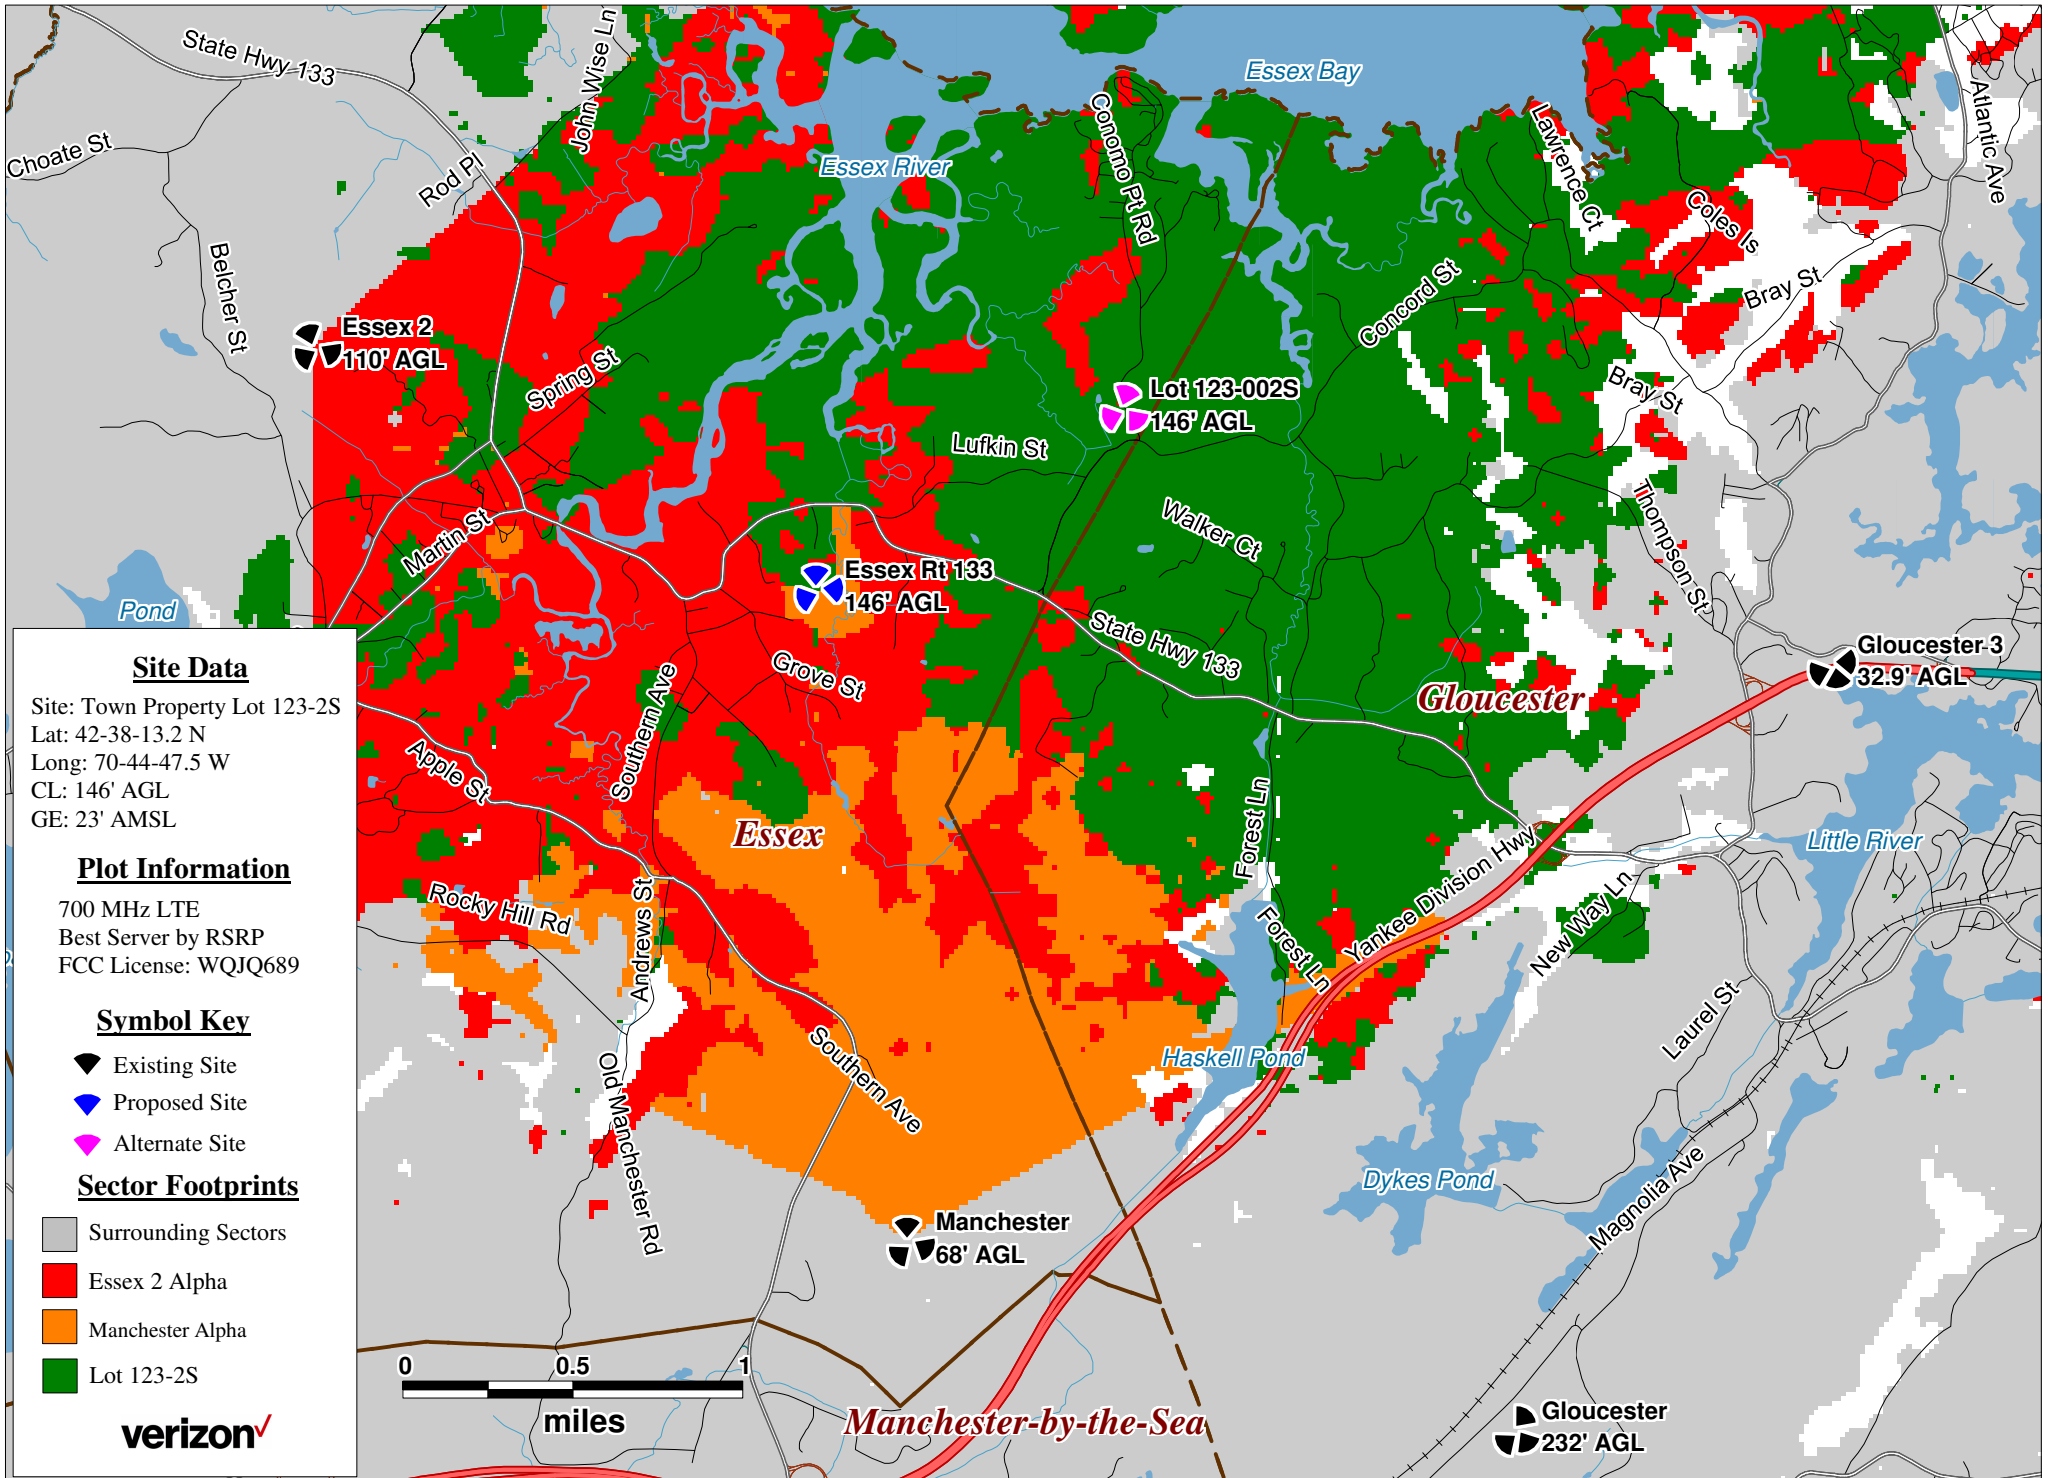 State Hwy 133
John Wise Ln
Essex Bay
Atlantic Ave
Choate St
Rod Pl
Essex River
Conomo Pt Rd
Lawrence Ct
Coles Is
Belcher St
Bray St
Concord St
Essex 2
110' AGL
Spring St
Lot 123-002S
146' AGL
Bray St
Lufkin St
Martin St
Walker Ct
Thompson St
Essex Rt 133
146' AGL
Pond
State Hwy 133
Grove St
Southern Ave
Gloucester
Gloucester 3
32.9' AGL
Apple St
Essex
Forest Ln
Yankee Division Hwy
Little River
Rocky Hill Rd
Andrews St
Forest Ln
New Way Ln
Laurel St
Old Manchester Rd
Southern Ave
Haskell Pond
Dykes Pond
Magnolia Ave
Manchester
68' AGL
Manchester-by-the-Sea
Gloucester
232' AGL
Site Data
Site: Town Property Lot 123-2S
Lat: 42-38-13.2 N
Long: 70-44-47.5 W
CL: 146' AGL
GE: 23' AMSL
Plot Information
700 MHz LTE
Best Server by RSRP
FCC License: WQJQ689
Symbol Key
Existing Site
Proposed Site
Alternate Site
Sector Footprints
Surrounding Sectors
Essex 2 Alpha
Manchester Alpha
Lot 123-2S
verizon
0 0.5 1
miles